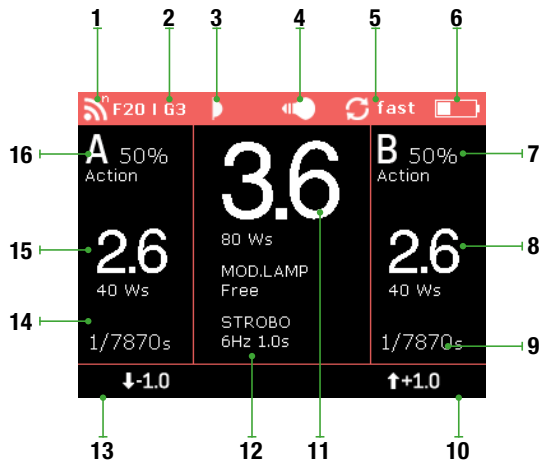 1 2 3 4 5 6
n F20 I G3 fast
16 A 50% B 50% 7
Action Action
3.6
15 2.6 2.6 8
40 Ws 80 Ws 40 Ws
MOD.LAMP
Free
14 STROBO
1/7870s 6Hz 1.0s 1/7870s 9
-1.0 +1.0
13 12 11 10